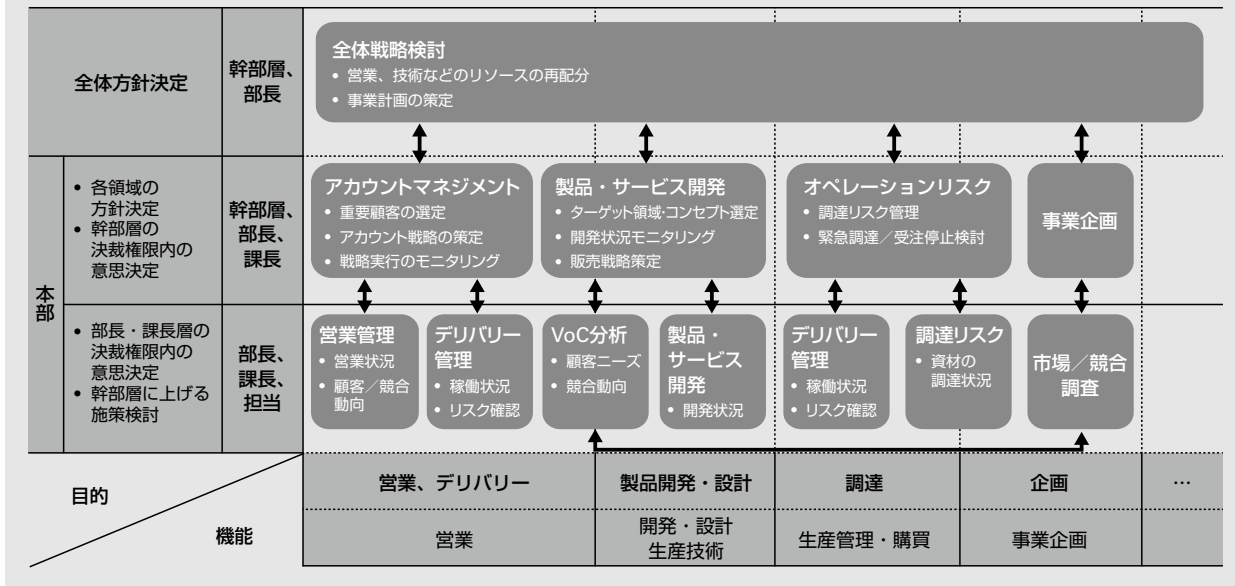 全体方針決定
幹部層、
部長
全体戦略検討
• 営業、技術などのリソースの再配分
• 事業計画の策定
本部
• 各領域の
方針決定
• 幹部層の
決裁権限内の
意思決定
幹部層、
部長、
課長
アカウントマネジメント
• 重要顧客の選定
• アカウント戦略の策定
• 戦略実行のモニタリング
製品・サービス開発
• ターゲット領域・コンセプト選定
• 開発状況モニタリング
• 販売戦略策定
オペレーションリスク
• 調達リスク管理
• 緊急調達／受注停止検討
事業企画
• 部長・課長層の
決裁権限内の
意思決定
• 幹部層に上げる
施策検討
部長、
課長、
担当
営業管理
• 営業状況
• 顧客／競合
動向
デリバリー
管理
• 稼働状況
• リスク確認
VoC分析
• 顧客ニーズ
• 競合動向
製品・
サービス
開発
• 開発状況
デリバリー
管理
• 稼働状況
• リスク確認
調達リスク
• 資材の
調達状況
市場／競合
調査
目的
機能
営業、デリバリー
製品開発・設計
調達
企画
…
営業
開発・設計
生産技術
生産管理・購買
事業企画